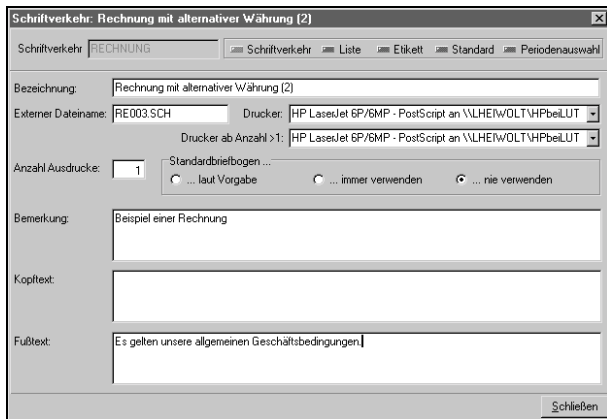 Schriftverkehr: Rechnung mit alternativer Währung (2)
Schriftverkehr RECHNUNG Schriftverkehr Liste Etikett Standard Periodenauswahl
Bezeichnung: Rechnung mit alternativer Währung (2)
Externer Dateiname: RE003.SCH Drucker: HP LaserJet 6P/6MP - PostScript an \\LHEIWOLT\HPbeiLUT
Drucker ab Anzahl >1: HP LaserJet 6P/6MP - PostScript an \\LHEIWOLT\HPbeiLUT
Standardbriefbogen ...
Anzahl Ausdrucke: 1 ... laut Vorgabe ... immer verwenden ... nie verwenden
Bemerkung: Beispiel einer Rechnung
Kopftext:
Fußtext: Es gelten unsere allgemeinen Geschäftsbedingungen.
Schließen